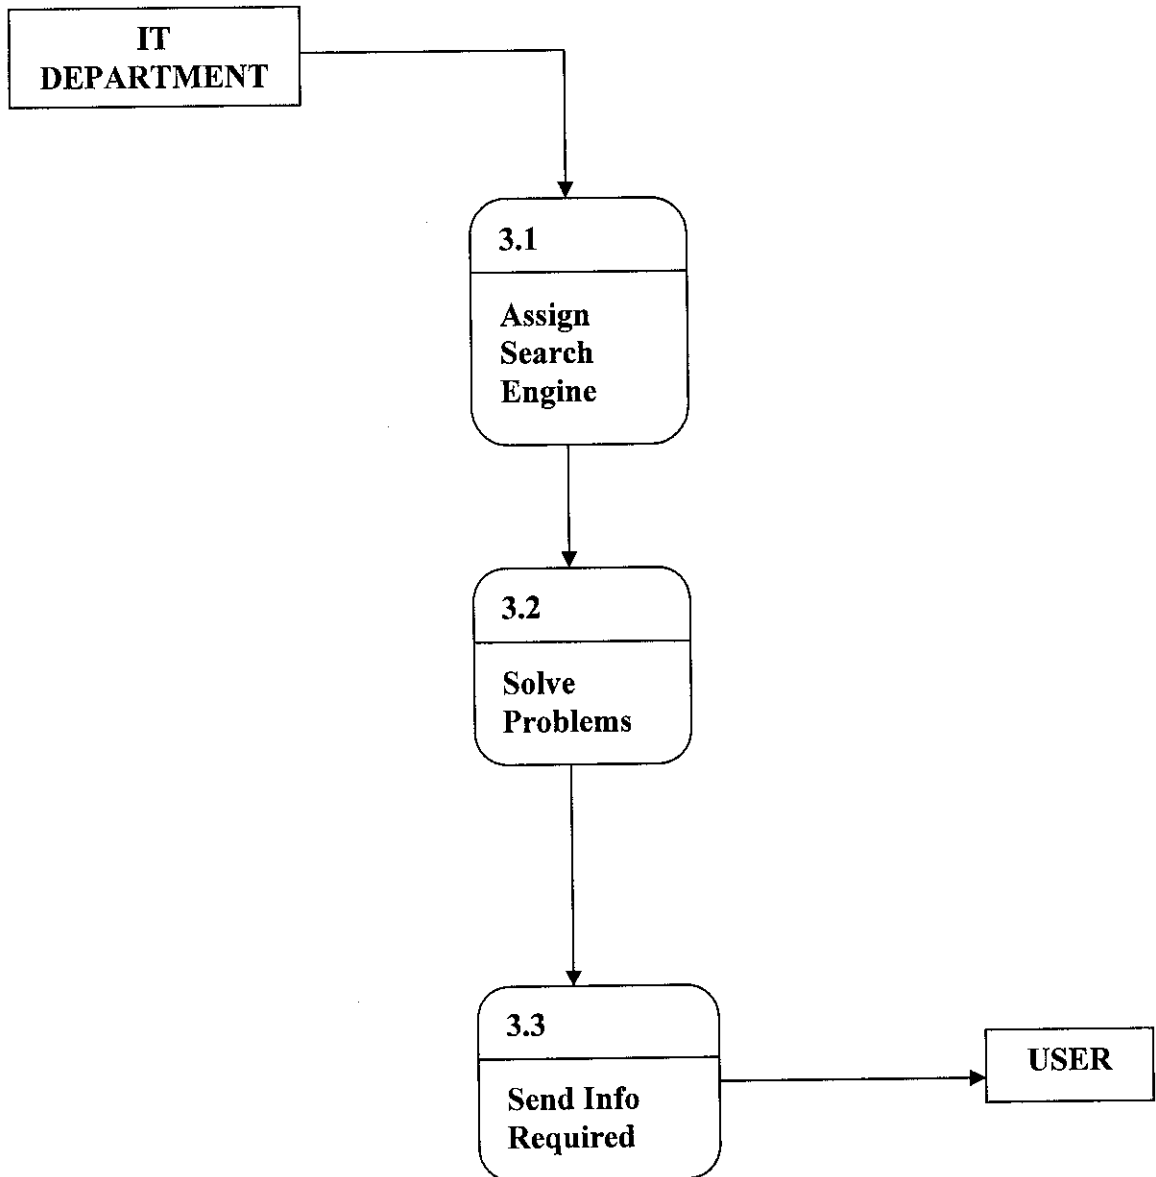 IT
DEPARTMENT
3.1
Assign
Search
Engine
3.2
Solve
Problems
3.3
Send Info
Required
USER